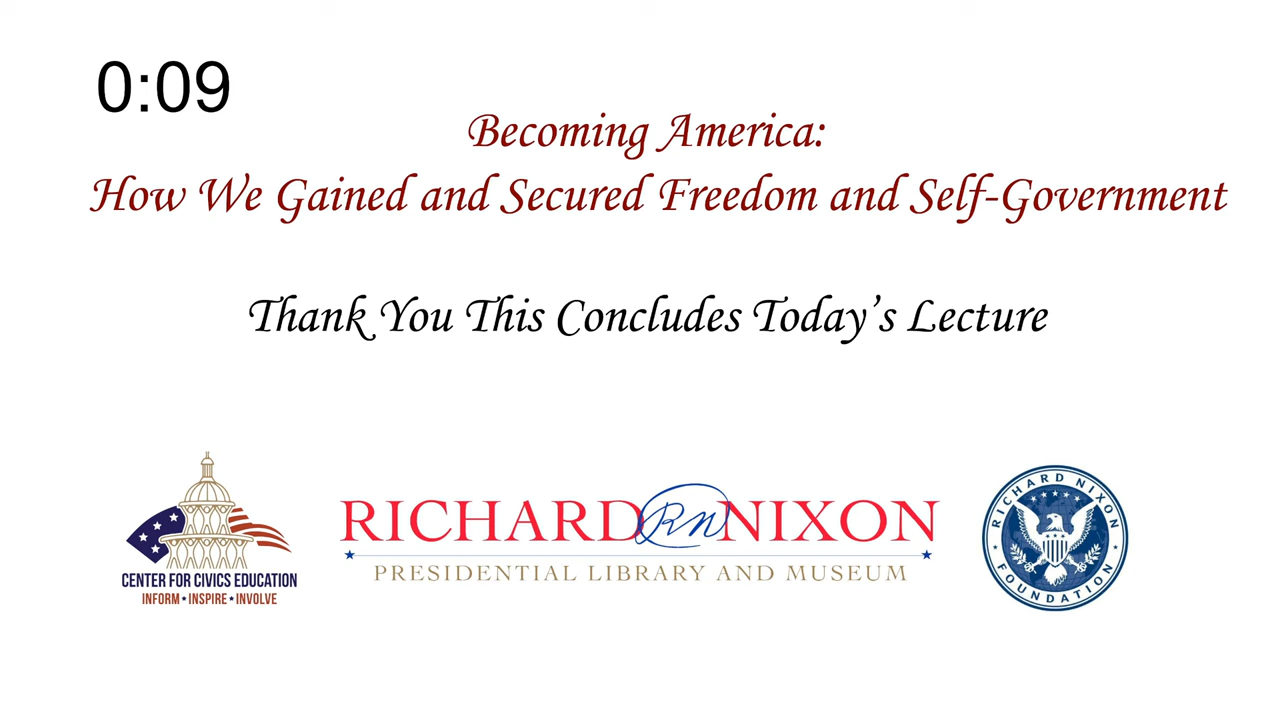 0:09
Becoming America:
How We Gained and Secured Freedom and Self-Government
Thank You This Concludes Today’s Lecture
CENTER FOR CIVICS EDUCATION
INFORM ★ INSPIRE ★ INVOLVE
RICHARD RN NIXON
PRESIDENTIAL LIBRARY AND MUSEUM
RICHARD NIXON
FOUNDATION